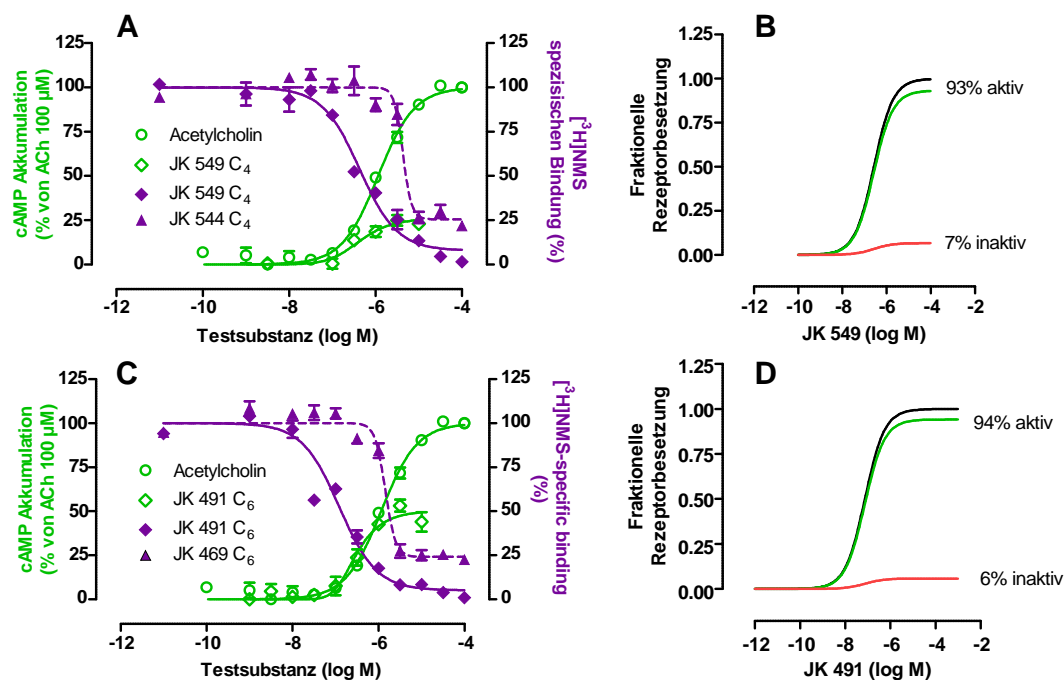 A
cAMP Akkumulation
(% von ACh 100 µM)
125
100
75
50
25
0
Acetylcholin
JK 549 C4
JK 549 C4
JK 544 C4
-10
-8
-6
-4
Testsubstanz (log M)
125
100
75
50
25
0
[³H]NMS
spezisischen Bindung (%)
B
Fraktionelle
Rezeptorbesetzung
1.00
0.75
0.50
0.25
0.00
93% aktiv
7% inaktiv
-12
-10
-8
-6
-4
-2
JK 549 (log M)
C
cAMP Akkumulation
(% von ACh 100 µM)
125
100
75
50
25
0
Acetylcholin
JK 491 C6
JK 491 C6
JK 469 C6
-10
-8
-6
-4
Testsubstanz (log M)
125
100
75
50
25
0
[³H]NMS-specific binding
(%)
D
Fraktionelle
Rezeptorbesetzung
1.00
0.75
0.50
0.25
0.00
94% aktiv
6% inaktiv
-12
-10
-8
-6
-4
-2
JK 491 (log M)